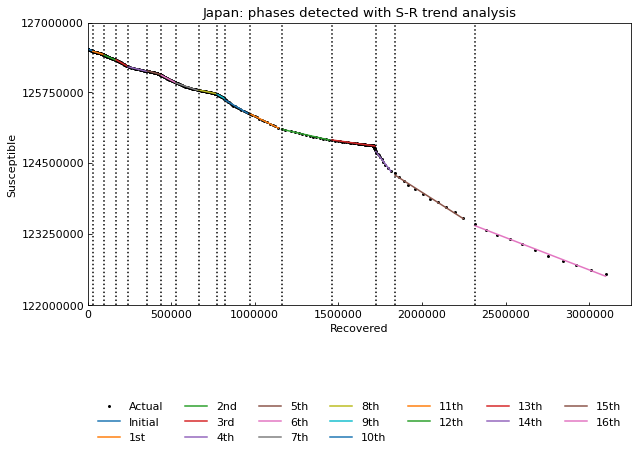 Japan: phases detected with S-R trend analysis
127000000
125750000
124500000
123250000
122000000
Susceptible
0 500000 1000000 1500000 2000000 2500000 3000000
Recovered
Actual 2nd 5th 8th 11th 13th 15th
Initial 3rd 6th 9th 12th 14th 16th
1st 4th 7th 10th